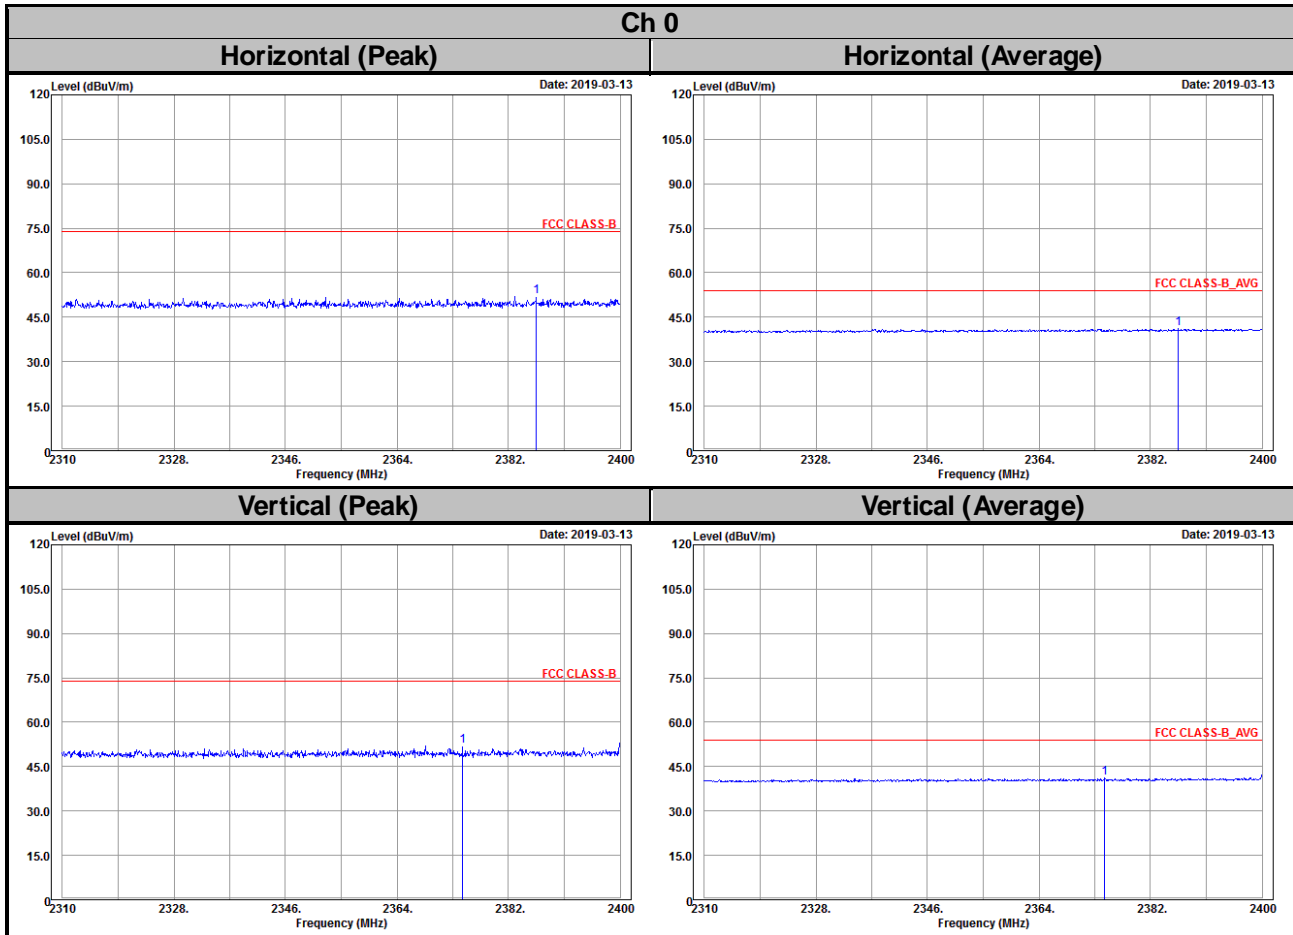 Ch 0
Horizontal (Peak) Horizontal (Average)
Level (dBuV/m) Date: 2019-03-13
120
105.0
90.0
75.0
FCC CLASS-B
60.0
1
45.0
30.0
15.0
0
2310 2328. 2346. 2364. 2382. 2400
Frequency (MHz)
Level (dBuV/m) Date: 2019-03-13
120
105.0
90.0
75.0
60.0
FCC CLASS-B_AVG
45.0
1
30.0
15.0
0
2310 2328. 2346. 2364. 2382. 2400
Frequency (MHz)
Vertical (Peak) Vertical (Average)
Level (dBuV/m) Date: 2019-03-13
120
105.0
90.0
75.0
FCC CLASS-B
60.0
1
45.0
30.0
15.0
0
2310 2328. 2346. 2364. 2382. 2400
Frequency (MHz)
Level (dBuV/m) Date: 2019-03-13
120
105.0
90.0
75.0
60.0
FCC CLASS-B_AVG
45.0
1
30.0
15.0
0
2310 2328. 2346. 2364. 2382. 2400
Frequency (MHz)